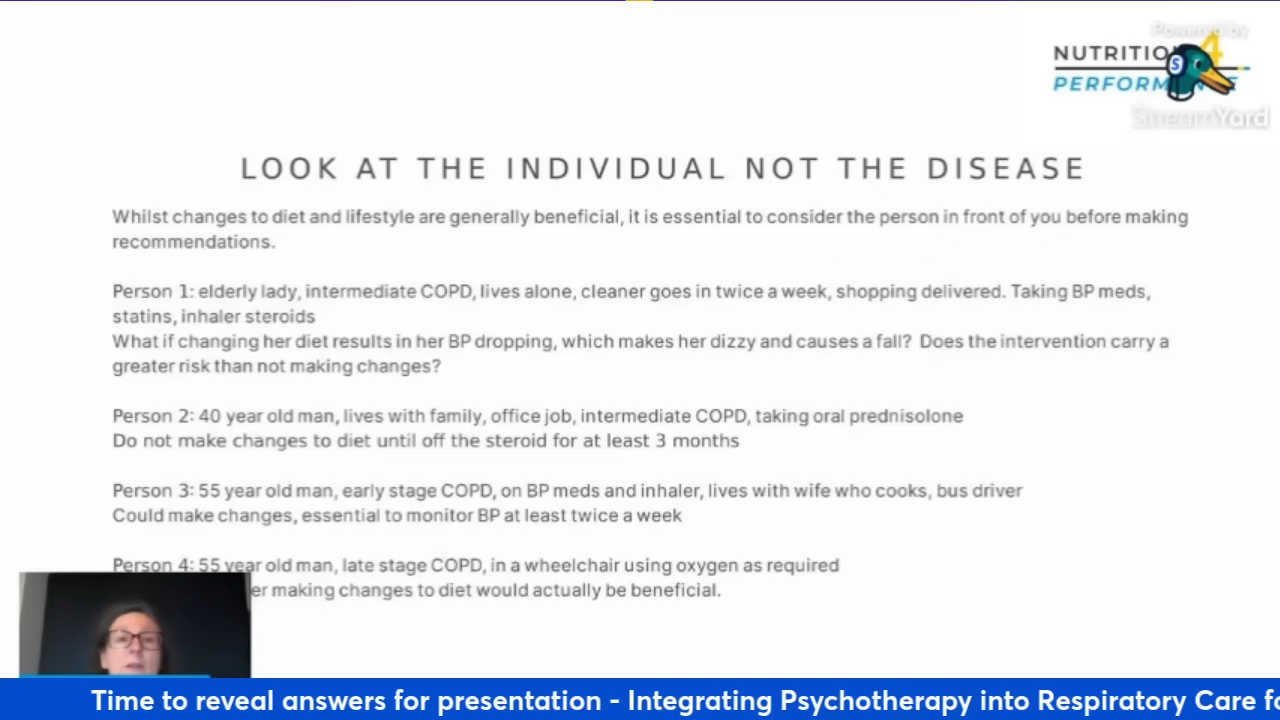 Powered by
NUTRITIO 4
PERFORM
StreamYard
LOOK AT THE INDIVIDUAL NOT THE DISEASE
Whilst changes to diet and lifestyle are generally beneficial, it is essential to consider the person in front of you before making
recommendations.
Person 1: elderly lady, intermediate COPD, lives alone, cleaner goes in twice a week, shopping delivered. Taking BP meds,
statins, inhaler steroids
What if changing her diet results in her BP dropping, which makes her dizzy and causes a fall? Does the intervention carry a
greater risk than not making changes?
Person 2: 40 year old man, lives with family, office job, intermediate COPD, taking oral prednisolone
Do not make changes to diet until off the steroid for at least 3 months
Person 3: 55 year old man, early stage COPD, on BP meds and inhaler, lives with wife who cooks, bus driver
Could make changes, essential to monitor BP at least twice a week
Person 4: 55 year old man, late stage COPD, in a wheelchair using oxygen as required
er making changes to diet would actually be beneficial.
Time to reveal answers for presentation - Integrating Psychotherapy into Respiratory Care fo